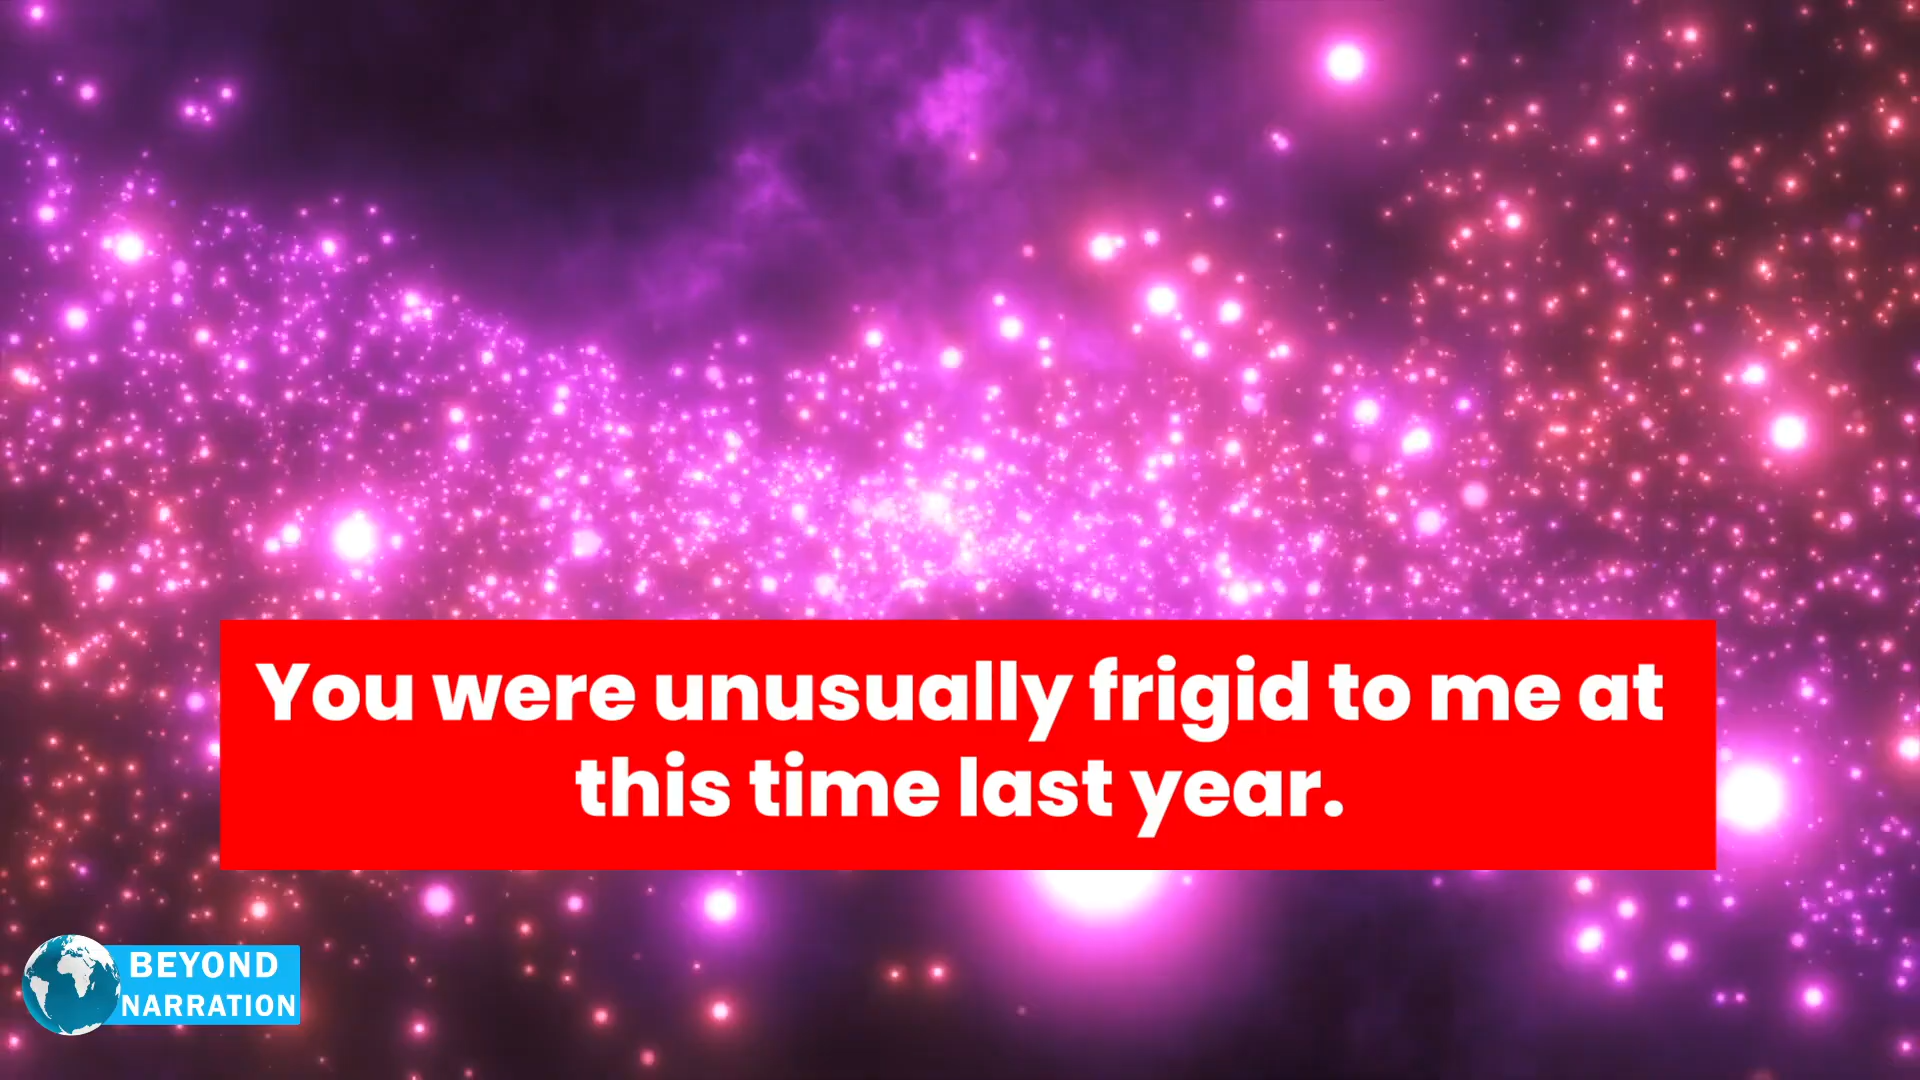 You were unusually frigid to me at
this time last year.
BEYOND
NARRATION